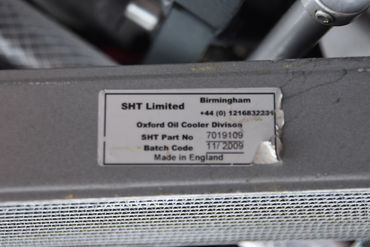 SHT Limited Birmingham
+44 (0) 1216832231
Oxford Oil Cooler Divison
SHT Part No 7019109
Batch Code 11/2009
Made in England